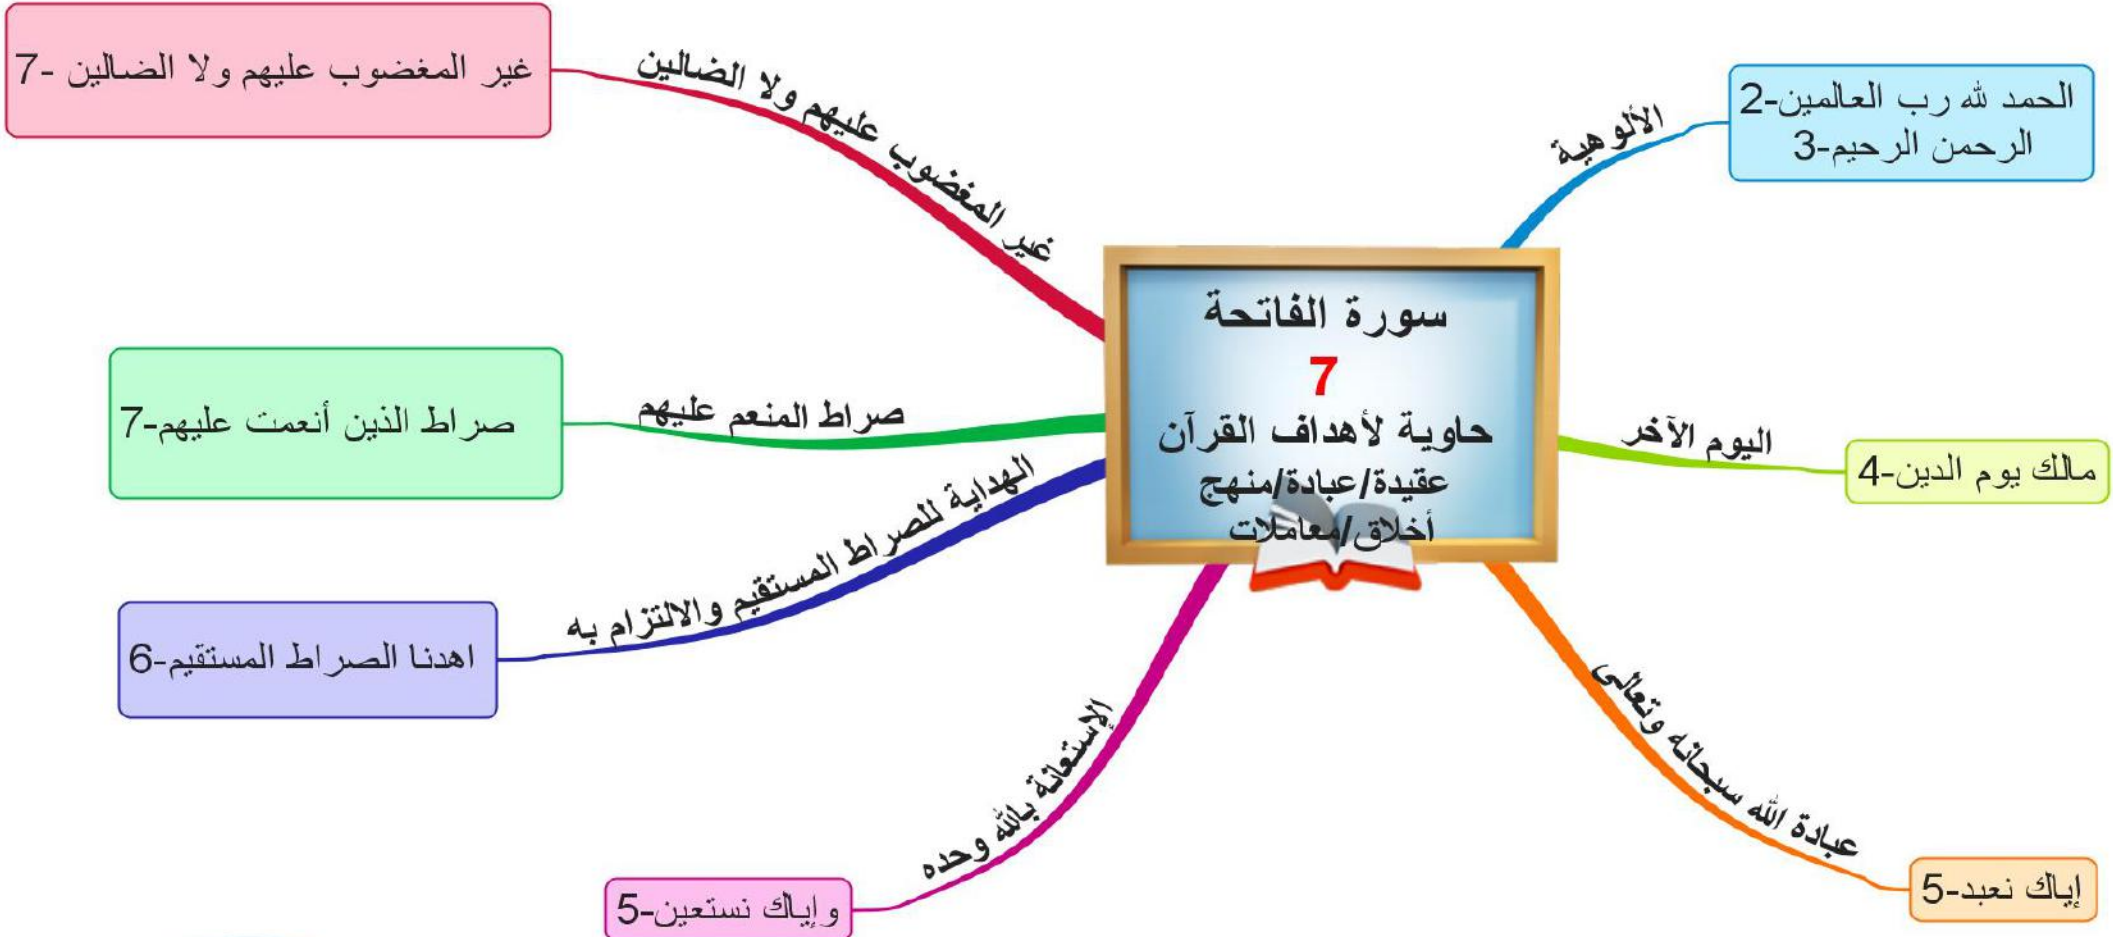 سورة الفاتحة
7
حاوية لأهداف القرآن
عقيدة/عبادة/منهج
أخلاق/معاملات
الألوهية
الحمد لله رب العالمين-2
الرحمن الرحيم-3
اليوم الآخر
مالك يوم الدين-4
عبادة الله سبحانه وتعالى
إياك نعبد-5
الإستعانة بالله وحده
وإياك نستعين-5
الهداية للصراط المستقيم والالتزام به
اهدنا الصراط المستقيم-6
صراط المنعم عليهم
صراط الذين أنعمت عليهم-7
غير المغضوب عليهم ولا الضالين
غير المغضوب عليهم ولا الضالين -7